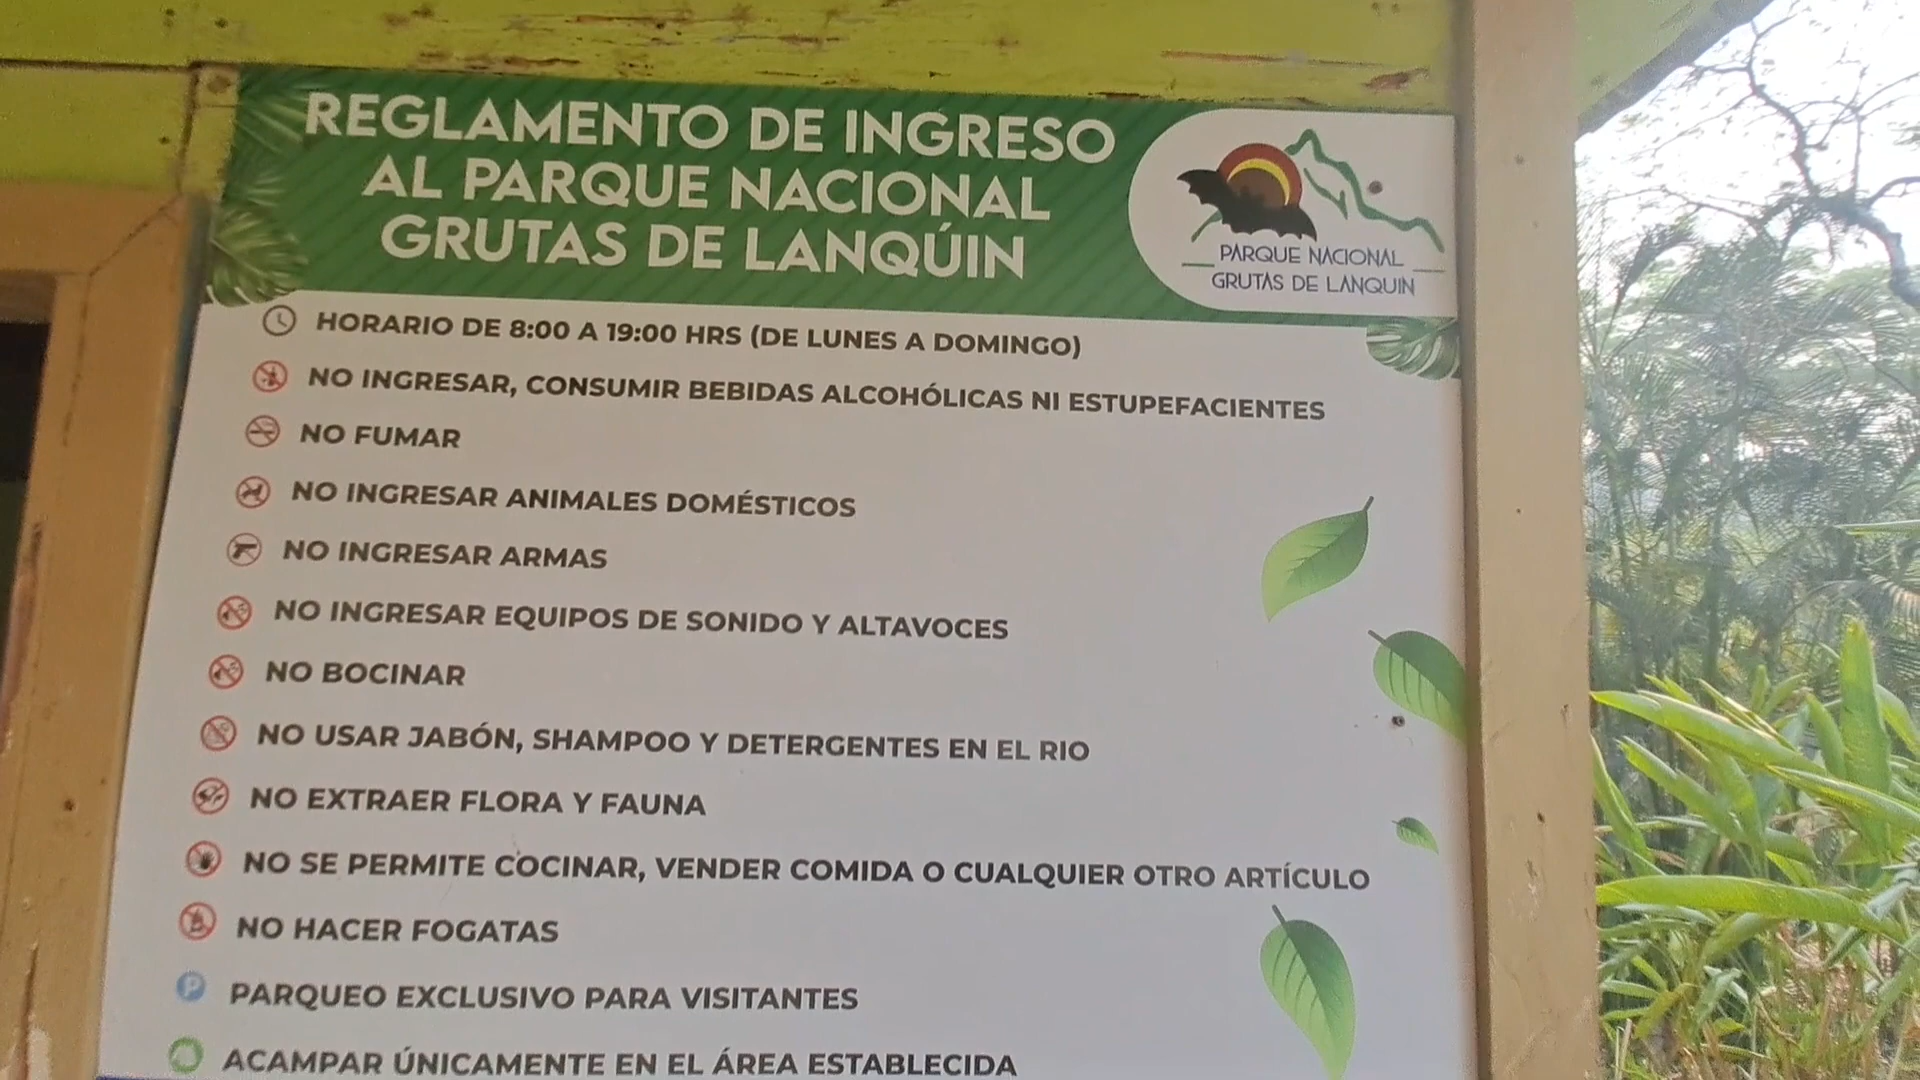 REGLAMENTO DE INGRESO
AL PARQUE NACIONAL
GRUTAS DE LANQÚIN
PARQUE NACIONAL
GRUTAS DE LANQUIN
HORARIO DE 8:00 A 19:00 HRS (DE LUNES A DOMINGO)
NO INGRESAR, CONSUMIR BEBIDAS ALCOHÓLICAS NI ESTUPEFACIENTES
NO FUMAR
NO INGRESAR ANIMALES DOMÉSTICOS
NO INGRESAR ARMAS
NO INGRESAR EQUIPOS DE SONIDO Y ALTAVOCES
NO BOCINAR
NO USAR JABÓN, SHAMPOO Y DETERGENTES EN EL RIO
NO EXTRAER FLORA Y FAUNA
NO SE PERMITE COCINAR, VENDER COMIDA O CUALQUIER OTRO ARTÍCULO
NO HACER FOGATAS
P PARQUEO EXCLUSIVO PARA VISITANTES
ACAMPAR ÚNICAMENTE EN EL ÁREA ESTABLECIDA